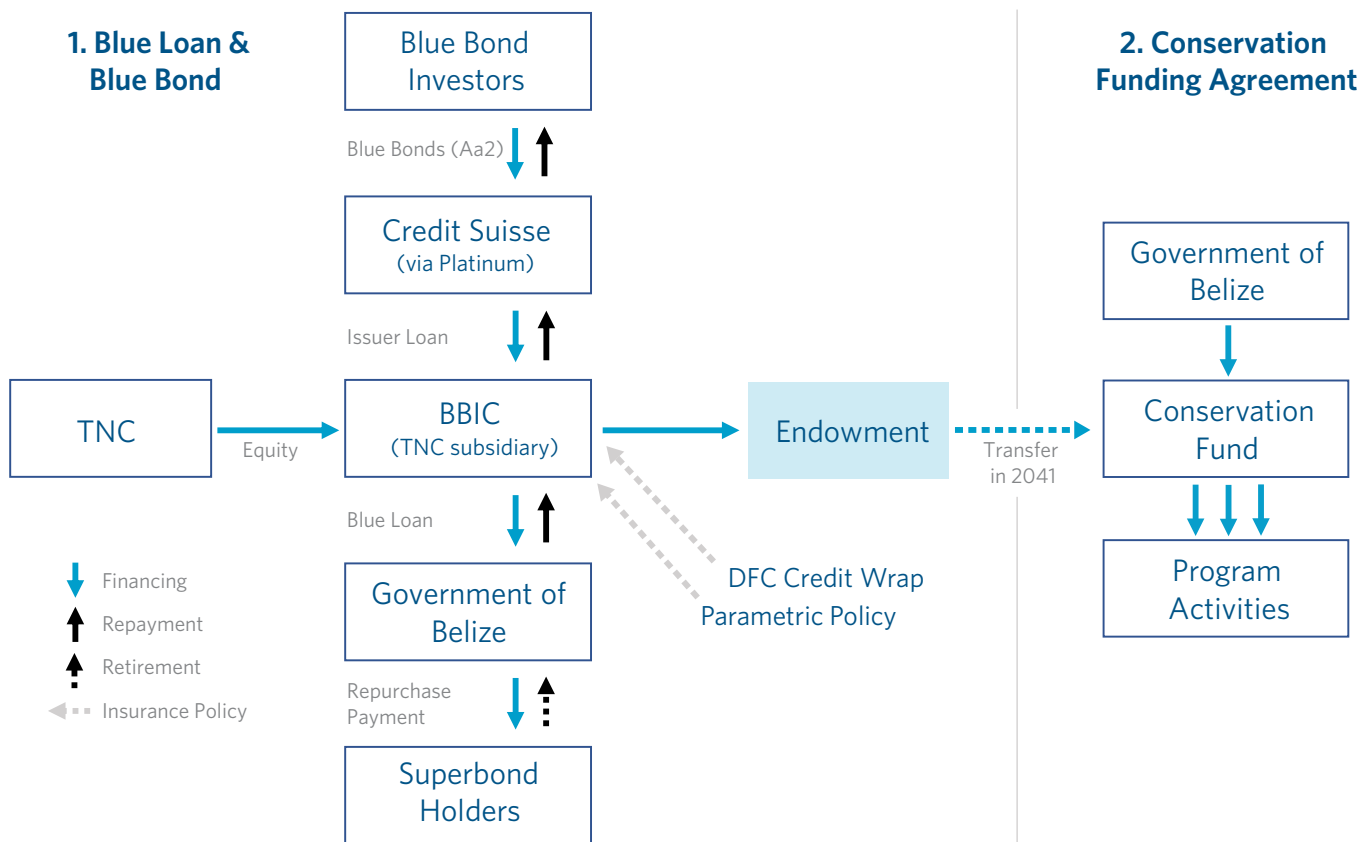 1. Blue Loan &
Blue Bond
Blue Bond
Investors
2. Conservation
Funding Agreement
Blue Bonds (Aa2)
Credit Suisse
(via Platinum)
Government of
Belize
Issuer Loan
TNC
Equity
BBIC
(TNC subsidiary)
Endowment
Transfer
in 2041
Conservation
Fund
Blue Loan
Financing
Repayment
Retirement
Insurance Policy
Government of
Belize
DFC Credit Wrap
Parametric Policy
Program
Activities
Repurchase
Payment
Superbond
Holders